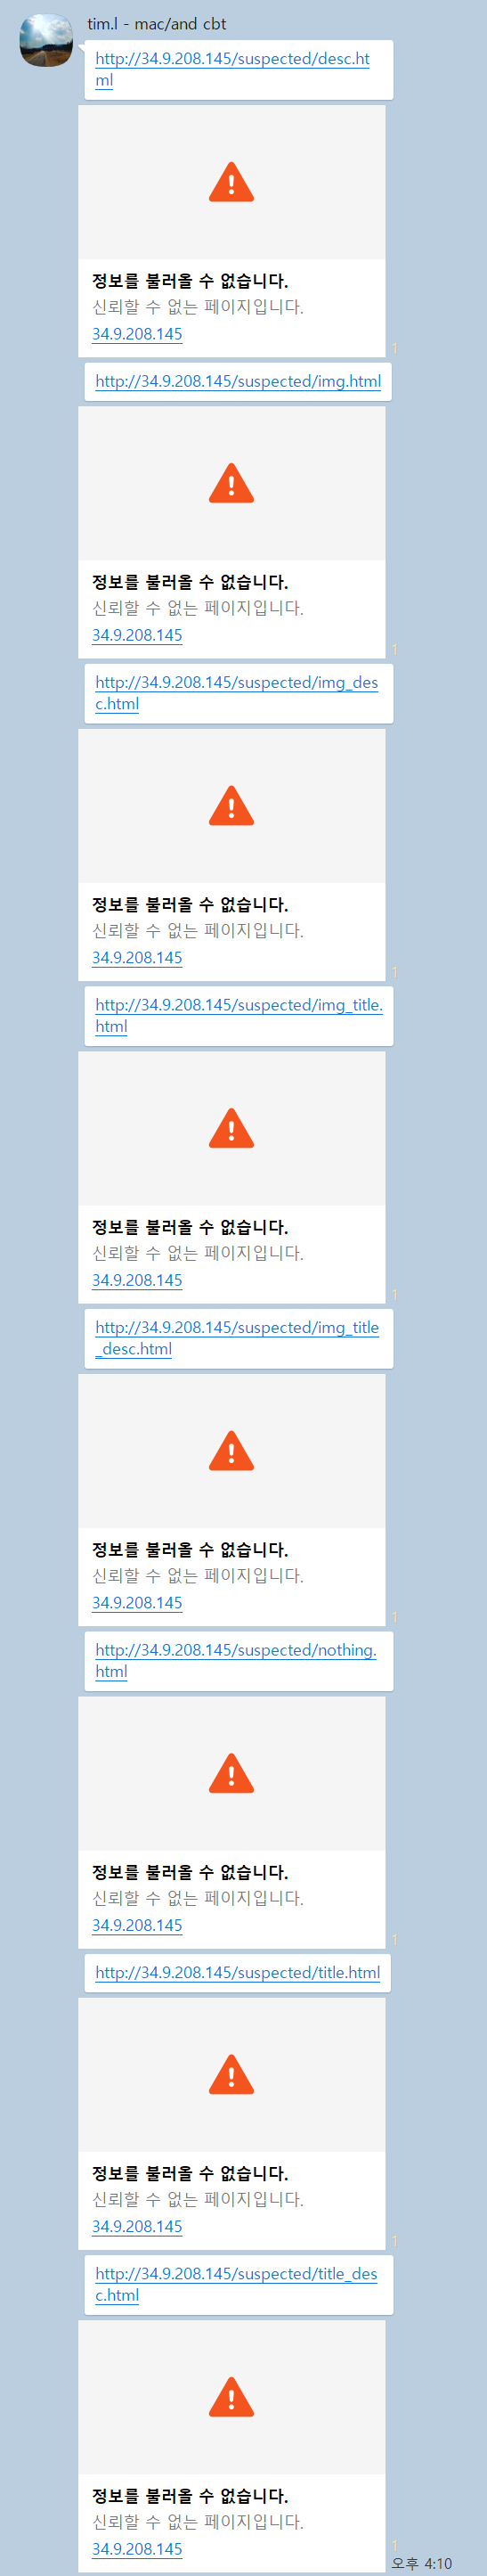 tim.l - mac/and cbt
http://34.9.208.145/suspected/desc.ht
ml
정보를 불러올 수 없습니다.
신뢰할 수 없는 페이지입니다.
34.9.208.145
1
http://34.9.208.145/suspected/img.html
정보를 불러올 수 없습니다.
신뢰할 수 없는 페이지입니다.
34.9.208.145
1
http://34.9.208.145/suspected/img_des
c.html
정보를 불러올 수 없습니다.
신뢰할 수 없는 페이지입니다.
34.9.208.145
1
http://34.9.208.145/suspected/img_title.
html
정보를 불러올 수 없습니다.
신뢰할 수 없는 페이지입니다.
34.9.208.145
1
http://34.9.208.145/suspected/img_title
_desc.html
정보를 불러올 수 없습니다.
신뢰할 수 없는 페이지입니다.
34.9.208.145
1
http://34.9.208.145/suspected/nothing.
html
정보를 불러올 수 없습니다.
신뢰할 수 없는 페이지입니다.
34.9.208.145
1
http://34.9.208.145/suspected/title.html
정보를 불러올 수 없습니다.
신뢰할 수 없는 페이지입니다.
34.9.208.145
1
http://34.9.208.145/suspected/title_des
c.html
정보를 불러올 수 없습니다.
신뢰할 수 없는 페이지입니다.
34.9.208.145
1
오후 4:10